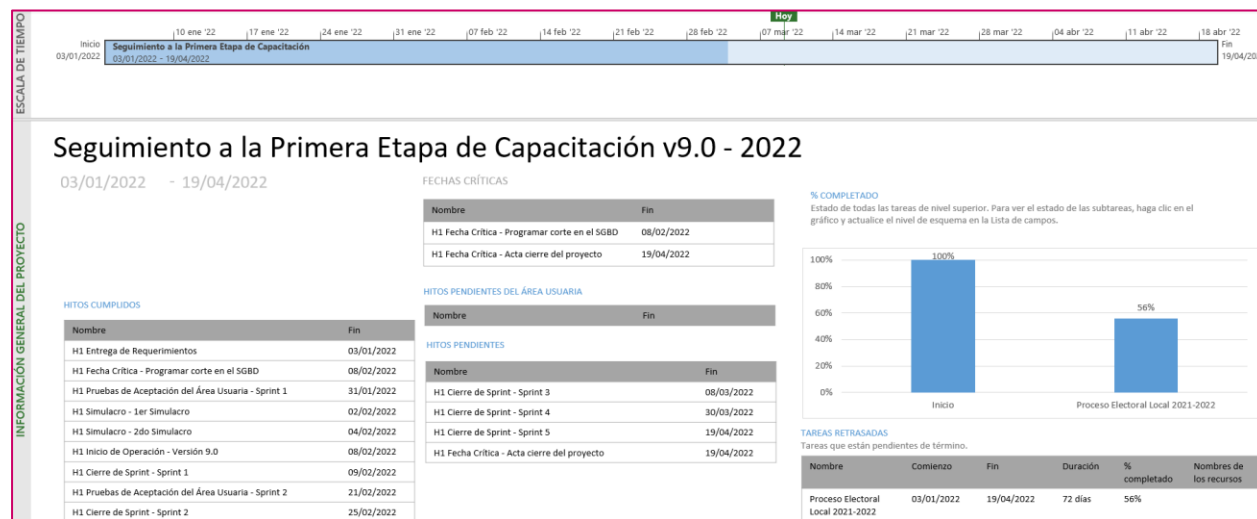 ESCALA DE TIEMPO
Hoy
10 ene '22 17 ene '22 24 ene '22 31 ene '22 07 feb '22 14 feb '22 21 feb '22 28 feb '22 07 mar '22 14 mar '22 21 mar '22 28 mar '22 04 abr '22 11 abr '22 18 abr '22
Inicio
03/01/2022
Seguimiento a la Primera Etapa de Capacitación
03/01/2022 - 19/04/2022
Fin
INFORMACIÓN GENERAL DEL PROYECTO
Seguimiento a la Primera Etapa de Capacitación v9.0 - 2022
03/01/2022 - 19/04/2022
HITOS CUMPLIDOS
Nombre Fin
H1 Entrega de Requerimientos 03/01/2022
H1 Fecha Crítica - Programar corte en el SGBD 08/02/2022
H1 Pruebas de Aceptación del Área Usuaria - Sprint 1 31/01/2022
H1 Simulacro - 1er Simulacro 02/02/2022
H1 Simulacro - 2do Simulacro 04/02/2022
H1 Inicio de Operación - Versión 9.0 08/02/2022
H1 Cierre de Sprint - Sprint 1 09/02/2022
H1 Pruebas de Aceptación del Área Usuaria - Sprint 2 21/02/2022
H1 Cierre de Sprint - Sprint 2 25/02/2022
FECHAS CRÍTICAS
Nombre Fin
H1 Fecha Crítica - Programar corte en el SGBD 08/02/2022
H1 Fecha Crítica - Acta cierre del proyecto 19/04/2022
HITOS PENDIENTES DEL ÁREA USUARIA
Nombre Fin
HITOS PENDIENTES
Nombre Fin
H1 Cierre de Sprint - Sprint 3 08/03/2022
H1 Cierre de Sprint - Sprint 4 30/03/2022
H1 Cierre de Sprint - Sprint 5 19/04/2022
H1 Fecha Crítica - Acta cierre del proyecto 19/04/2022
% COMPLETADO
Estado de todas las tareas de nivel superior. Para ver el estado de las subtareas, haga clic en el
gráfico y actualice el nivel de esquema en la Lista de campos.
100%
80%
60%
40%
20%
0%
100%
56%
Inicio Proceso Electoral Local 2021-2022
TAREAS RETRASADAS
Tareas que están pendientes de término.
Nombre Comienzo Fin Duración % completado Nombres de los recursos
Proceso Electoral Local 2021-2022 03/01/2022 19/04/2022 72 días 56%